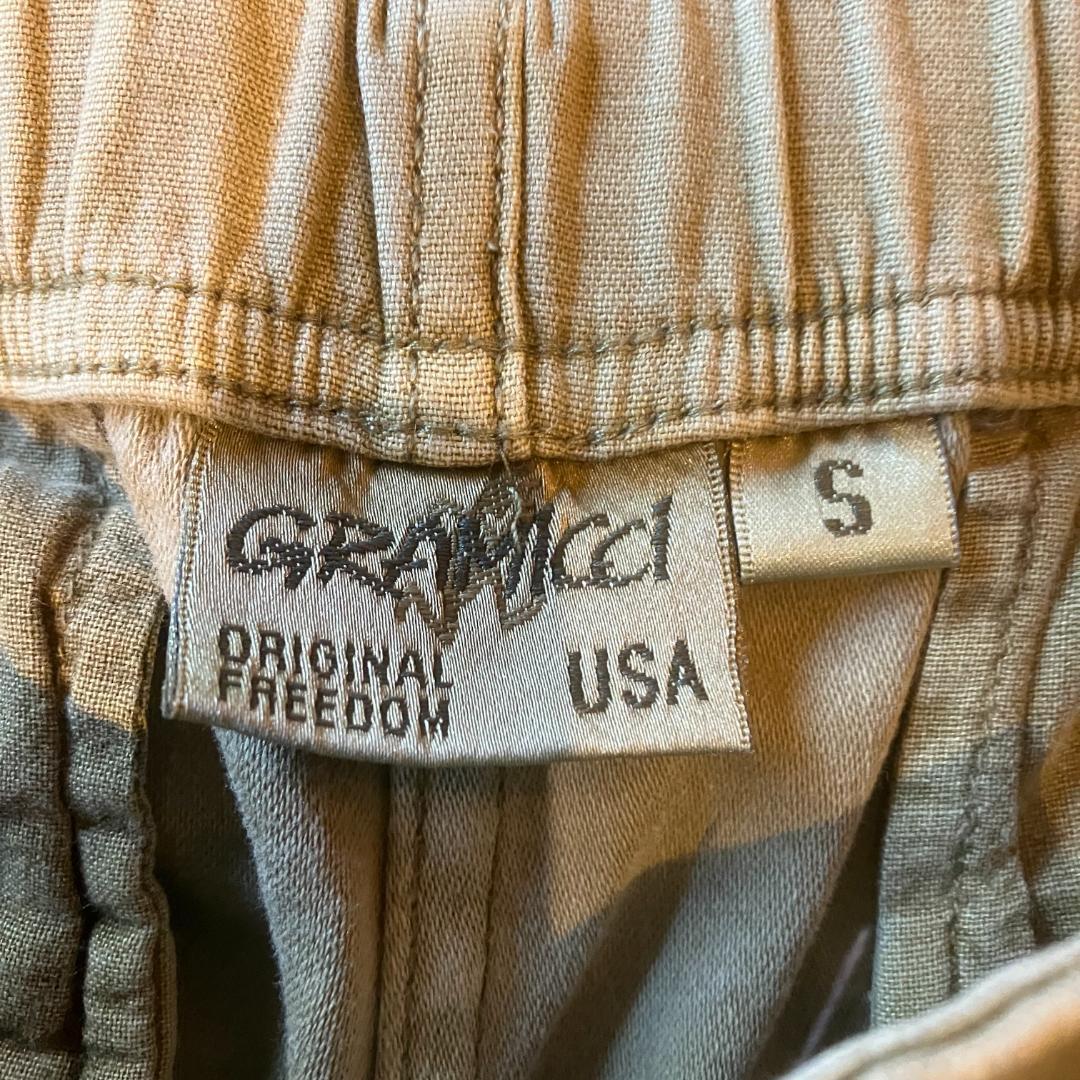 GRAMicci
ORIGINAL
FREEDOM
USA
S